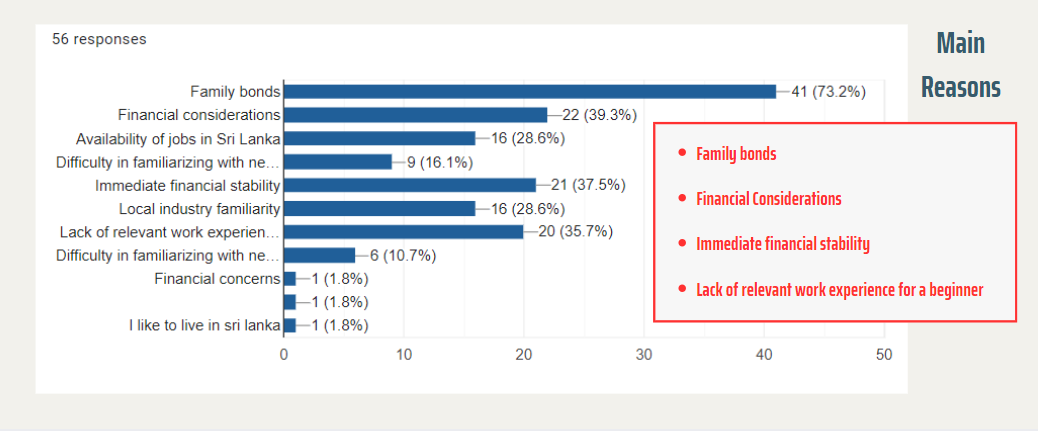 56 responses
Main
Reasons
Family bonds 41 (73.2%)
Financial considerations 22 (39.3%)
Availability of jobs in Sri Lanka 16 (28.6%)
Difficulty in familiarizing with ne... 9 (16.1%)
Immediate financial stability 21 (37.5%)
Local industry familiarity 16 (28.6%)
Lack of relevant work experien... 20 (35.7%)
Difficulty in familiarizing with ne... 6 (10.7%)
Financial concerns 1 (1.8%)
1 (1.8%)
I like to live in sri lanka 1 (1.8%)
0 10 20 30 40 50
• Family bonds
• Financial Considerations
• Immediate financial stability
• Lack of relevant work experience for a beginner